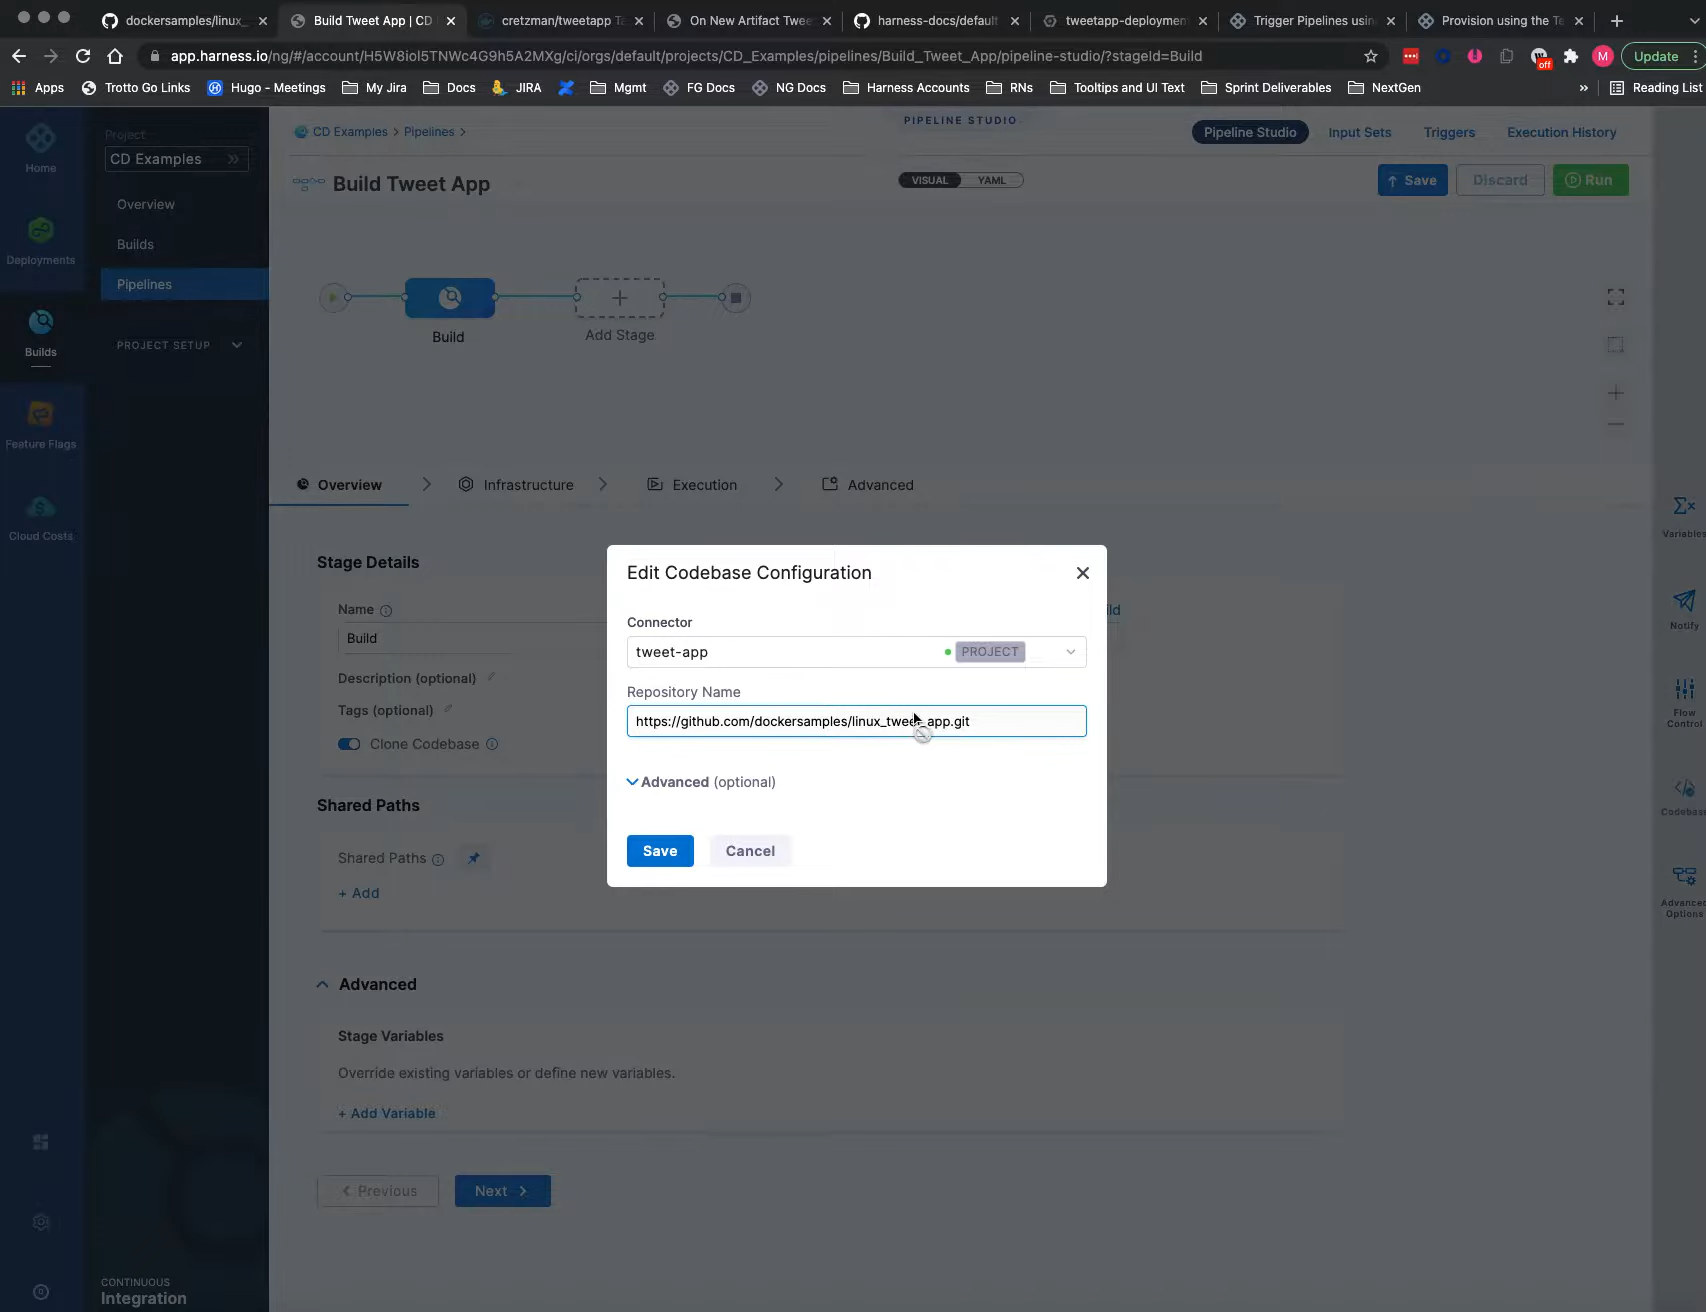 dockersamples/linux_
Build Tweet App | CD
cretzman/tweetapp Ta
On New Artifact Twee
harness-docs/default
tweetapp-deploymen
Trigger Pipelines usin
Provision using the Te
app.harness.io/ng/#/account/H5W8iol5TNWc4G9h5A2MXg/ci/orgs/default/projects/CD_Examples/pipelines/Build_Tweet_App/pipeline-studio/?stageId=Build
off
M
Update
Apps
Trotto Go Links
Hugo - Meetings
My Jira
Docs
JIRA
Mgmt
FG Docs
NG Docs
Harness Accounts
RNs
Tooltips and UI Text
Sprint Deliverables
NextGen
»
Reading List
Home
Deployments
Builds
Feature Flags
Cloud Costs
Project
CD Examples
Overview
Builds
Pipelines
PROJECT SETUP
CONTINUOUS
Integration
CD Examples > Pipelines >
PIPELINE STUDIO
Pipeline Studio
Input Sets
Triggers
Execution History
Build Tweet App
VISUAL
YAML
Save
Discard
Run
Build
Add Stage
Overview
Infrastructure
Execution
Advanced
Stage Details
Name
Build
Description (optional)
Tags (optional)
Clone Codebase
ld
Edit Codebase Configuration
Connector
tweet-app
PROJECT
Repository Name
https://github.com/dockersamples/linux_tweet_app.git
Advanced (optional)
Save
Cancel
Shared Paths
Shared Paths
+ Add
Advanced
Stage Variables
Override existing variables or define new variables.
+ Add Variable
Previous
Next
Variables
Notify
Flow
Control
Codebase
Advanced
Options